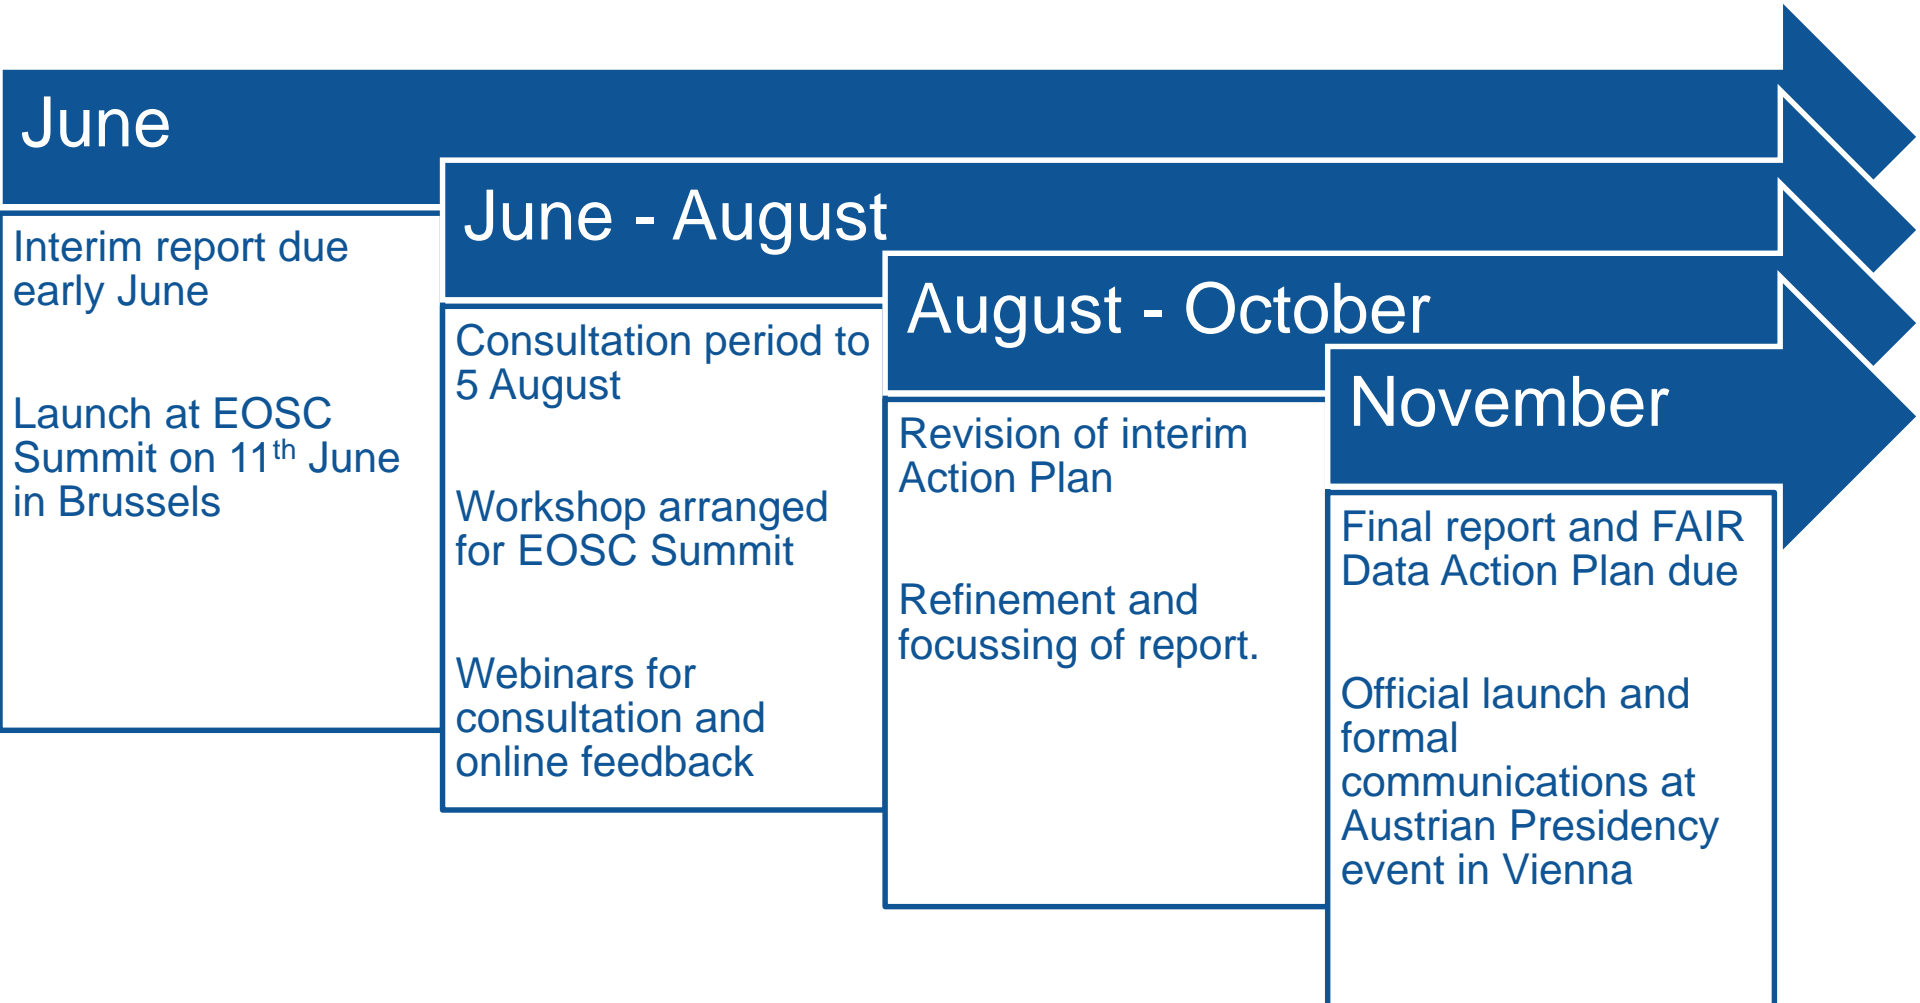 June
Interim report due
early June
Launch at EOSC
Summit on 11th June
in Brussels
June - August
Consultation period to
5 August
Workshop arranged
for EOSC Summit
Webinars for
consultation and
online feedback
August - October
Revision of interim
Action Plan
Refinement and
focussing of report.
November
Final report and FAIR
Data Action Plan due
Official launch and
formal
communications at
Austrian Presidency
event in Vienna